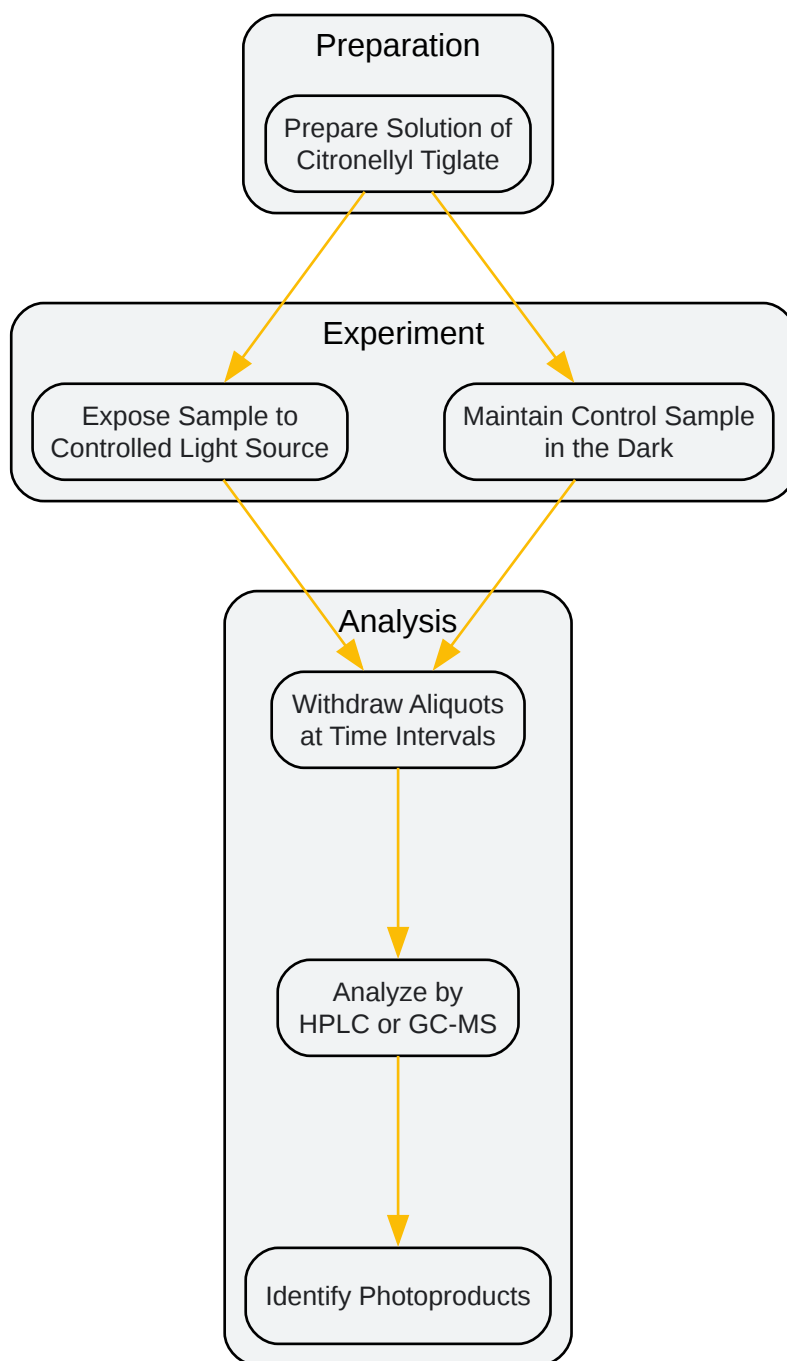 Preparation
Prepare Solution of
Citronellyl Tiglate
Experiment
Expose Sample to
Controlled Light Source
Maintain Control Sample
in the Dark
Analysis
Withdraw Aliquots
at Time Intervals
Analyze by
HPLC or GC-MS
Identify Photoproducts